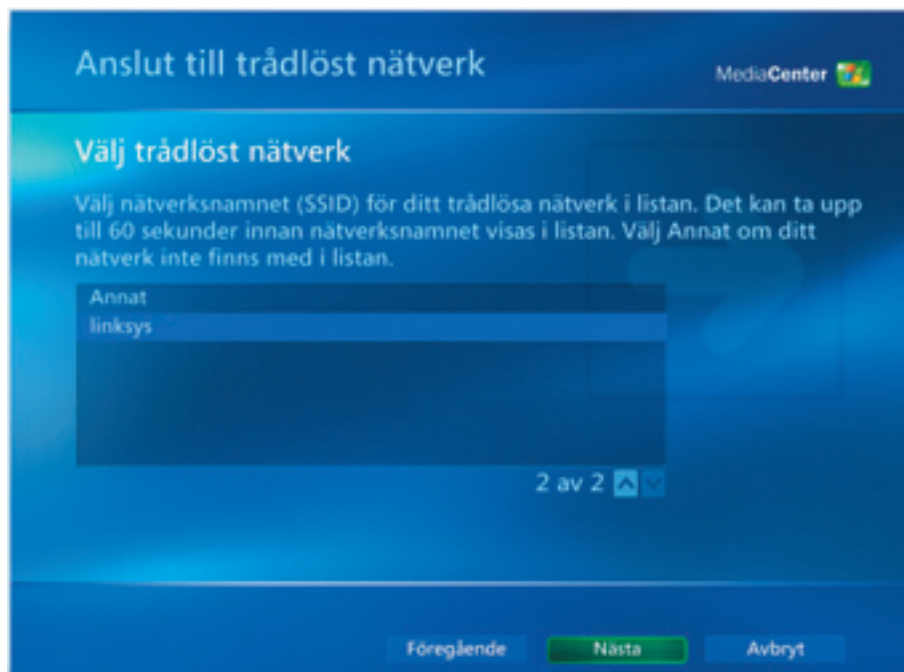 Anslut till trådlöst nätverk
MediaCenter
Välj trådlöst nätverk
Välj nätverksnamnet (SSID) för ditt trådlösa nätverk i listan. Det kan ta upp
till 60 sekunder innan nätverksnamnet visas i listan. Välj Annat om ditt
nätverk inte finns med i listan.
Annat
linksys
2 av 2
Föregående Nästa Avbryt